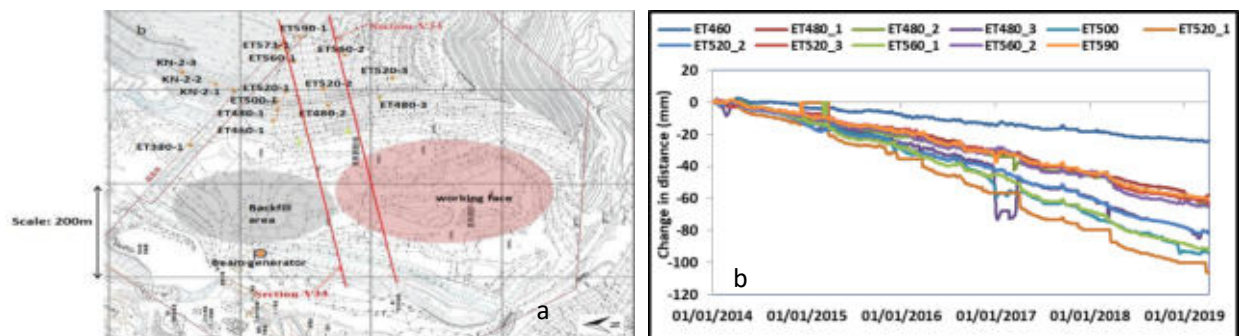 b
ET590-1
Section-V34
ET571-1
ET560-2
ET560-1
KN-2-3
KN-2-2
KN-2-1
ET520-3
ET520-2
ET520-1
ET500-1
ET480-3
ET480-1
ET480-2
ET460-1
ET380-1
Scale: 200m
Backfill
area
working face
Beam generator
Section-V38
a
ET460
ET480_1
ET480_2
ET480_3
ET500
ET520_1
ET520_2
ET520_3
ET560_1
ET560_2
ET590
Change in distance (mm)
20
0
-20
-40
-60
-80
-100
-120
b
01/01/2014
01/01/2015
01/01/2016
01/01/2017
01/01/2018
01/01/2019